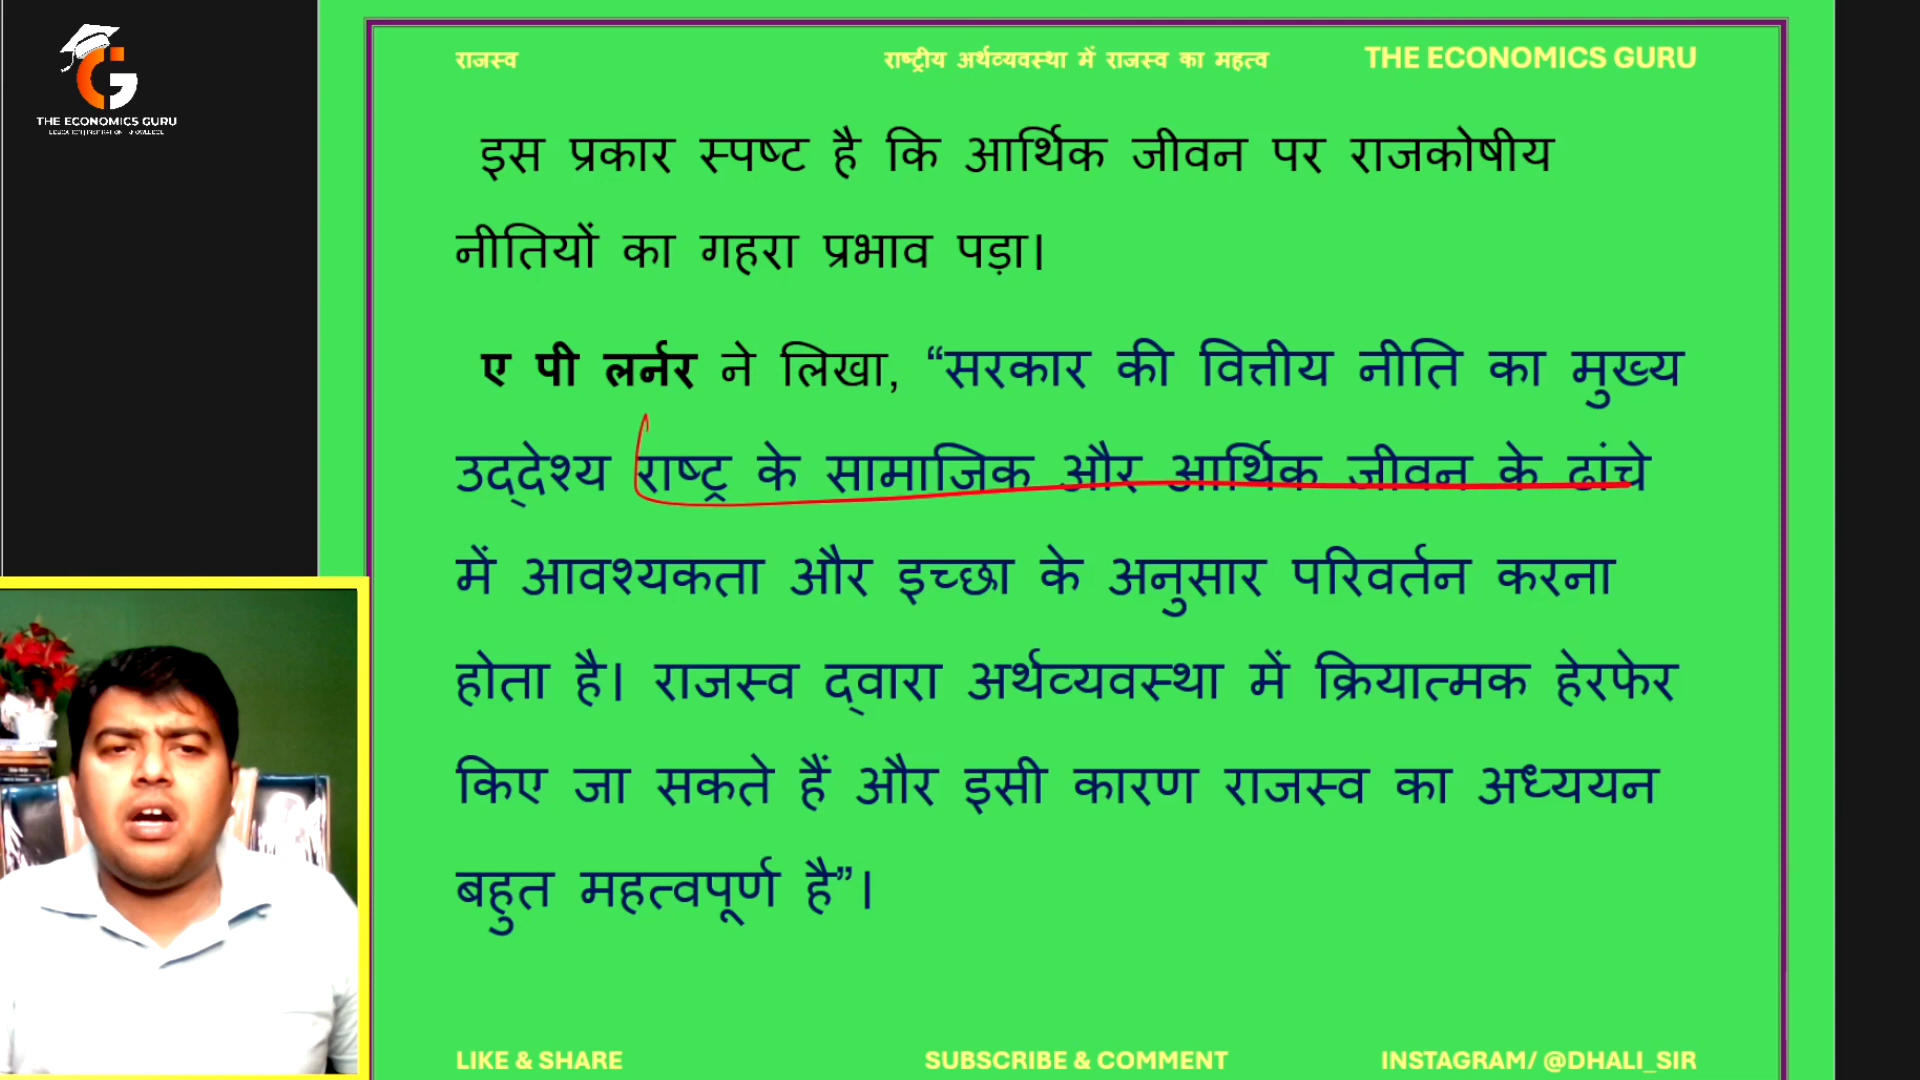 THE ECONOMICS GURU
राजस्व राष्ट्रीय अर्थव्यवस्था में राजस्व का महत्व THE ECONOMICS GURU
इस प्रकार स्पष्ट है कि आर्थिक जीवन पर राजकोषीय
नीतियों का गहरा प्रभाव पड़ा।
ए पी लर्नर ने लिखा, “सरकार की वित्तीय नीति का मुख्य
उद्देश्य राष्ट्र के सामाजिक और आर्थिक जीवन के ढांचे
में आवश्यकता और इच्छा के अनुसार परिवर्तन करना
होता है। राजस्व द्वारा अर्थव्यवस्था में क्रियात्मक हेरफेर
किए जा सकते हैं और इसी कारण राजस्व का अध्ययन
बहुत महत्वपूर्ण है”।
LIKE & SHARE SUBSCRIBE & COMMENT INSTAGRAM/ @DHALI_SIR